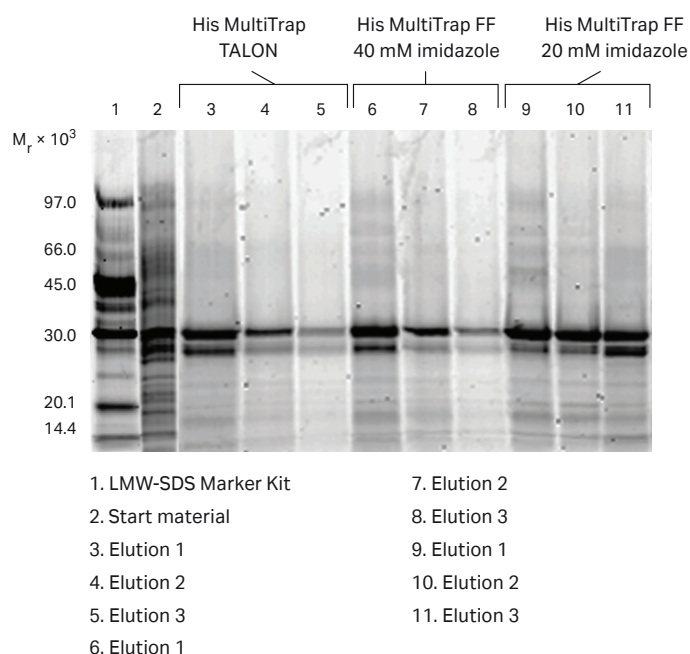 His MultiTrap
TALON
His MultiTrap FF
40 mM imidazole
His MultiTrap FF
20 mM imidazole
1 2 3 4 5 6 7 8 9 10 11
Mr × 10³
97.0
66.0
45.0
30.0
20.1
14.4
1. LMW-SDS Marker Kit
2. Start material
3. Elution 1
4. Elution 2
5. Elution 3
6. Elution 1
7. Elution 2
8. Elution 3
9. Elution 1
10. Elution 2
11. Elution 3